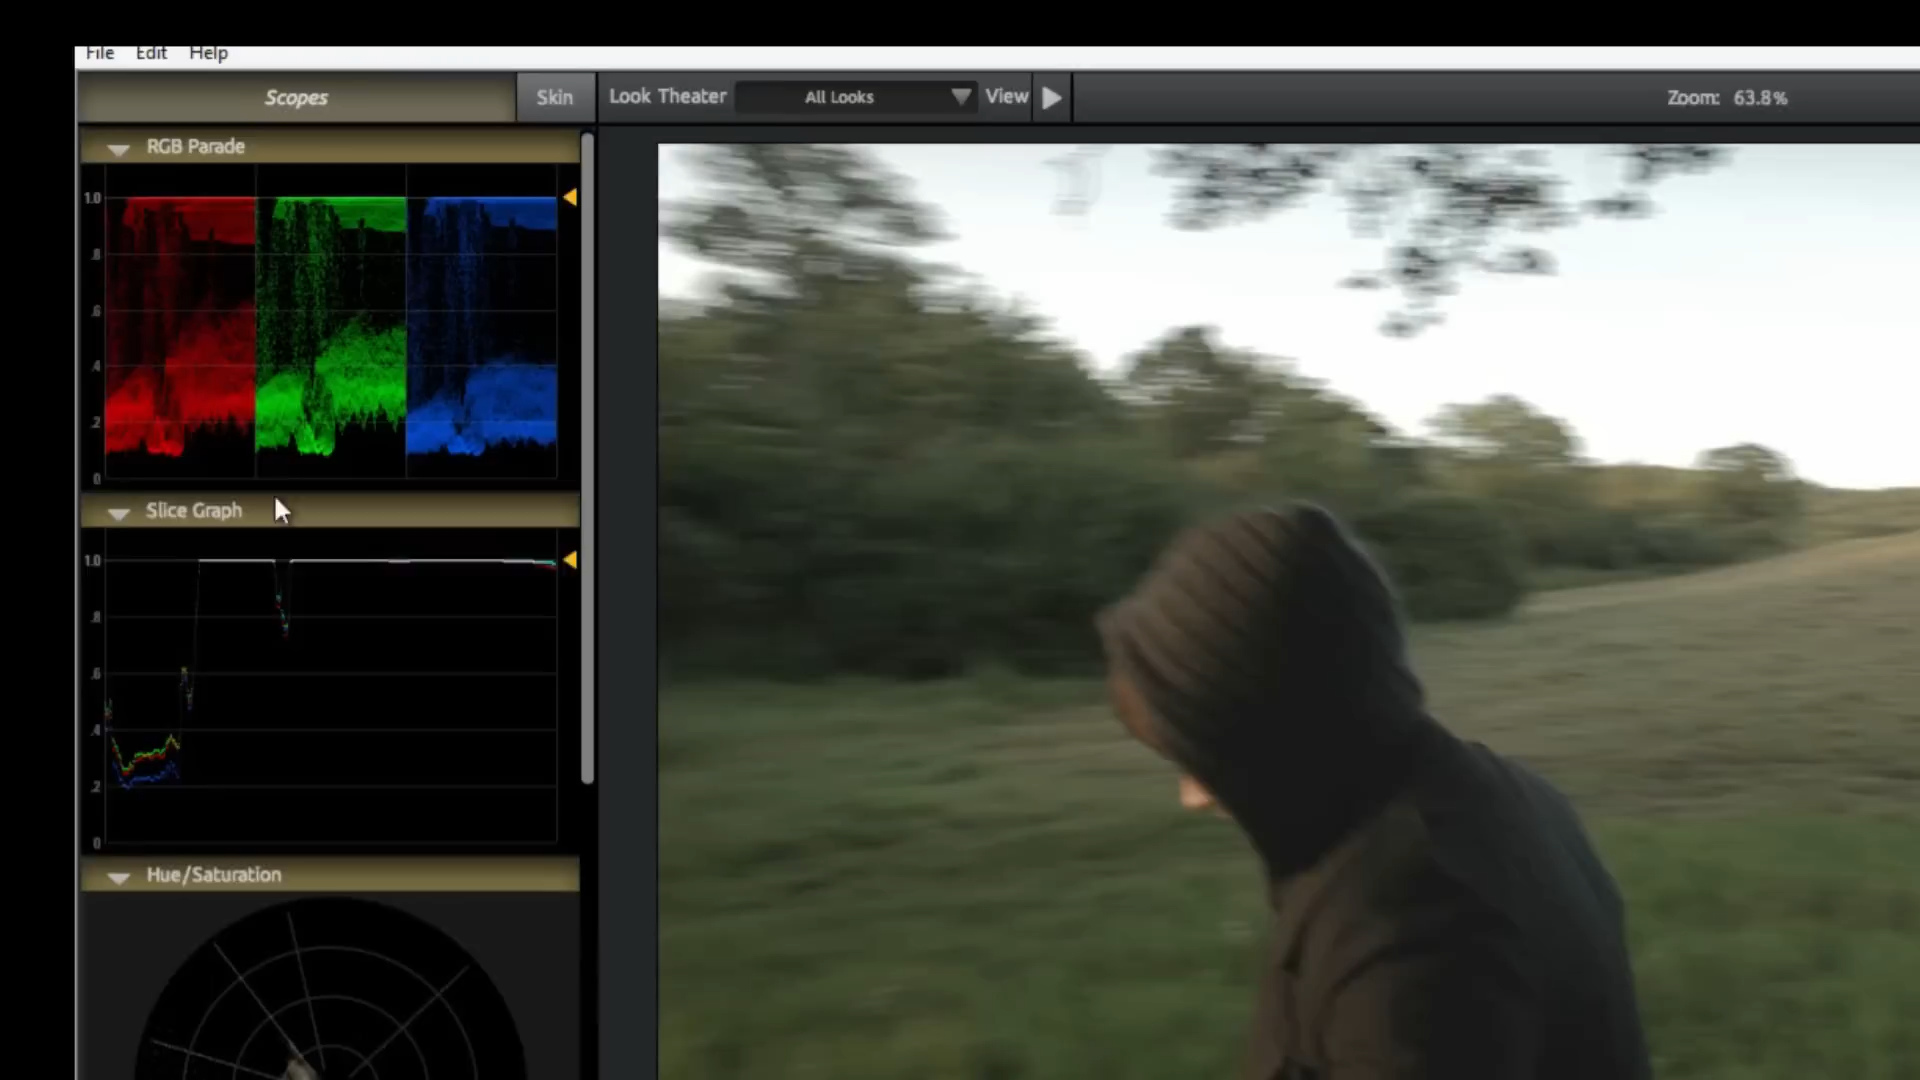 File Edit Help
Scopes Skin Look Theater All Looks View Zoom: 63.8%
RGB Parade
1.0
.8
.6
.4
.2
0
Slice Graph
1.0
.8
.6
.4
.2
0
Hue/Saturation